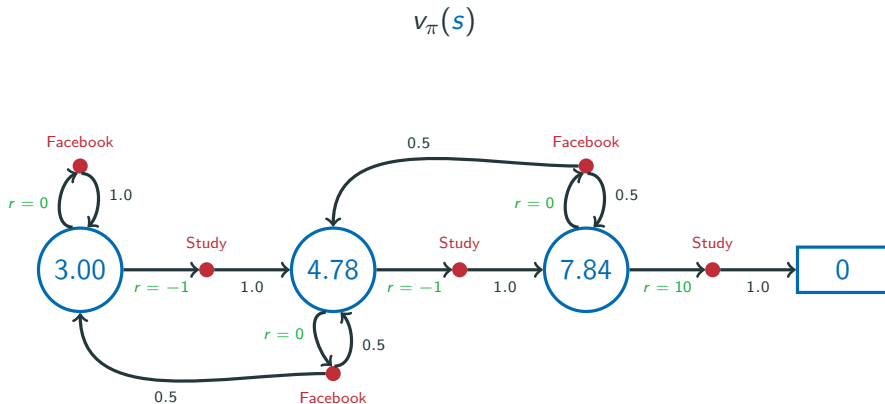 v_π(s)
Facebook
Facebook
0.5
r = 0
1.0
r = 0
0.5
Study
Study
Study
3.00
4.78
7.84
0
r = −1
1.0
r = −1
1.0
r = 10
1.0
r = 0
0.5
0.5
Facebook